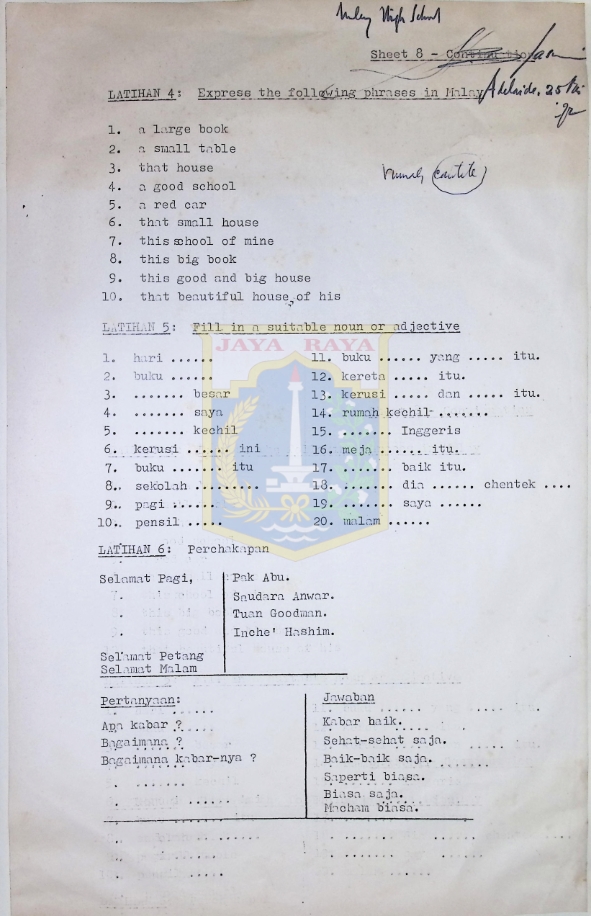 High School
Sheet 8 -
LATIHAN 4: Express the following phrases in Malay
Adelaide, 25
1. a large book
2. a small table
3. that house
4. a good school
5. a red car
6. that small house
7. this school of mine
8. this big book
9. this good and big house
10. that beautiful house of his
LATIHAN 5: Fill in a suitable noun or adjective
JAYA RAYA
1. hari ......
2. buku ......
3. ....... besar
4. ....... saya
5. ....... kechil
6. kerusi ...... ini
7. buku ....... itu
8. sekolah .......
9. pagi ......
10. pensil .....
11. buku ...... yang ..... itu.
12. kereta ..... itu.
13. kerusi ..... dan ..... itu.
14. rumah kechil .......
15. ....... Inggeris
16. meja ...... itu.
17. ....... baik itu.
18. ....... dia ...... chentek ....
19. ....... saya ......
20. malam ......
LATIHAN 6: Perchakapan
Selamat Pagi, : Pak Abu.
Saudara Anwar.
Tuan Goodman.
Inche' Hashim.
Selamat Petang
Selamat Malam
Pertanyaan:
Apa kabar ?
Bagaimana ?
Bagaimana kabar-nya ?
Jawaban
Kabar baik.
Sehat-sehat saja.
Baik-baik saja.
Saperti biasa.
Biasa saja.
Macham biasa.